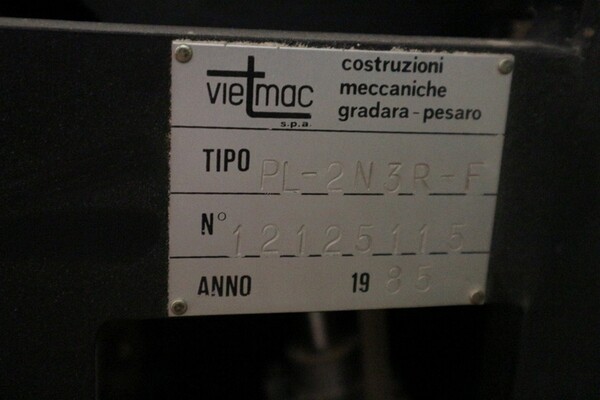 vietmac
s.p.a.
costruzioni
meccaniche
gradara - pesaro
TIPO PL-2N3R-F
N° 12125115
ANNO 1985